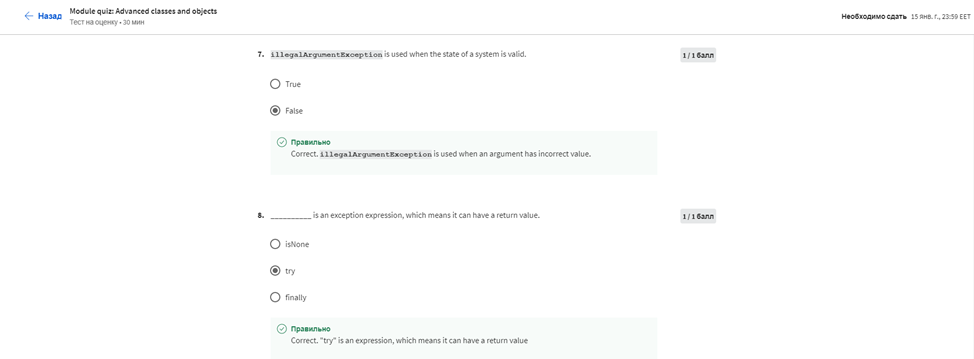 Назад
Module quiz: Advanced classes and objects
Тест на оценку • 30 мин
Необходимо сдать 15 янв. г., 23:59 EET
7. illegalArgumentException is used when the state of a system is valid.
1 / 1 балл
True
False
Правильно
Correct. illegalArgumentException is used when an argument has incorrect value.
8. __________ is an exception expression, which means it can have a return value.
1 / 1 балл
isNone
try
finally
Правильно
Correct. "try" is an expression, which means it can have a return value